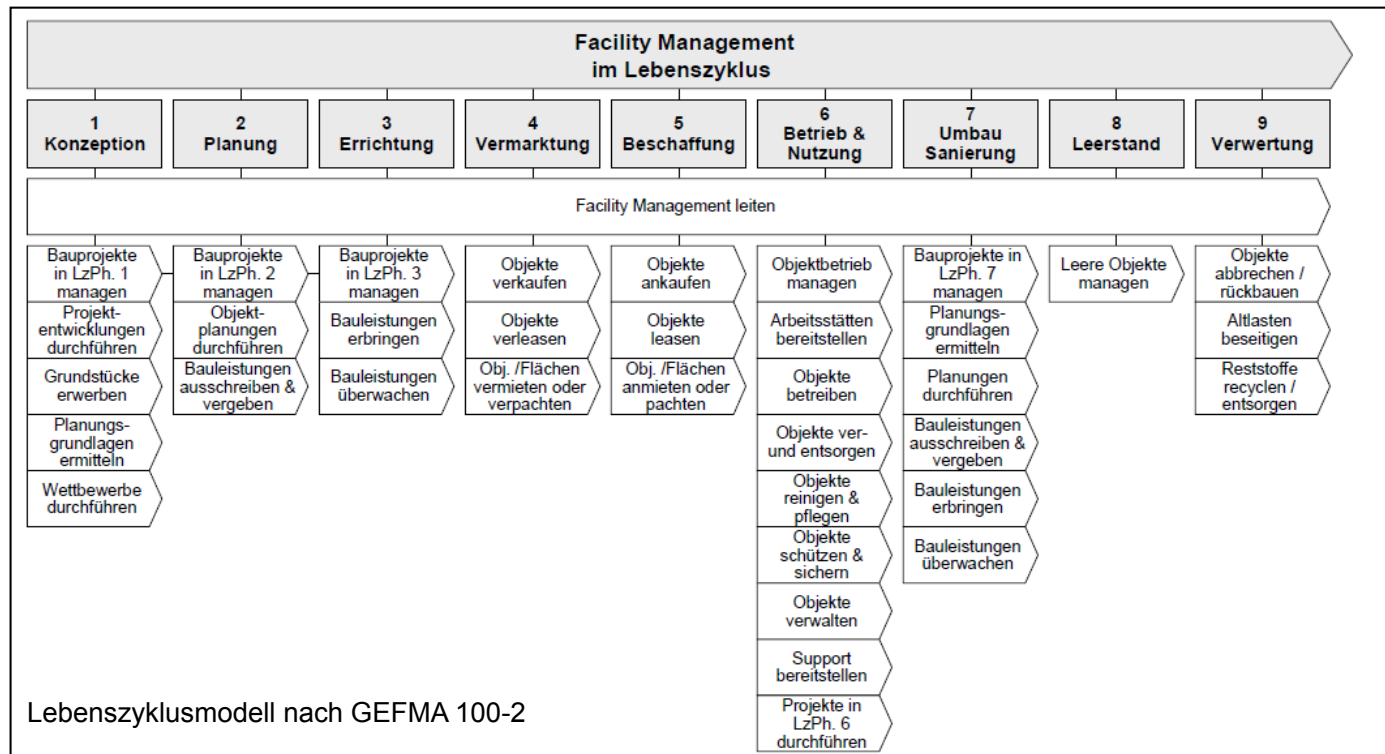 Facility Management
im Lebenszyklus
1
Konzeption
2
Planung
3
Errichtung
4
Vermarktung
5
Beschaffung
6
Betrieb &
Nutzung
7
Umbau
Sanierung
8
Leerstand
9
Verwertung
Facility Management leiten
Bauprojekte
in LzPh. 1
managen
Projekt-
entwicklungen
durchführen
Grundstücke
erwerben
Planungs-
grundlagen
ermitteln
Wettbewerbe
durchführen
Bauprojekte
in LzPh. 2
managen
Objekt-
planungen
durchführen
Bauleistungen
ausschreiben &
vergeben
Bauprojekte
in LzPh. 3
managen
Bauleistungen
erbringen
Bauleistungen
überwachen
Objekte
verkaufen
Objekte
verleasen
Obj. /Flächen
vermieten oder
verpachten
Objekte
ankaufen
Objekte
leasen
Obj. /Flächen
anmieten oder
pachten
Objektbetrieb
managen
Arbeitsstätten
bereitstellen
Objekte
betreiben
Objekte ver-
und entsorgen
Objekte
reinigen &
pflegen
Objekte
schützen &
sichern
Objekte
verwalten
Support
bereitstellen
Projekte in
LzPh. 6
durchführen
Bauprojekte in
LzPh. 7
managen
Planungs-
grundlagen
ermitteln
Planungen
durchführen
Bauleistungen
ausschreiben &
vergeben
Bauleistungen
erbringen
Bauleistungen
überwachen
Leere Objekte
managen
Objekte
abbrechen /
rückbauen
Altlasten
beseitigen
Reststoffe
recyclen /
entsorgen
Lebenszyklusmodell nach GEFMA 100-2